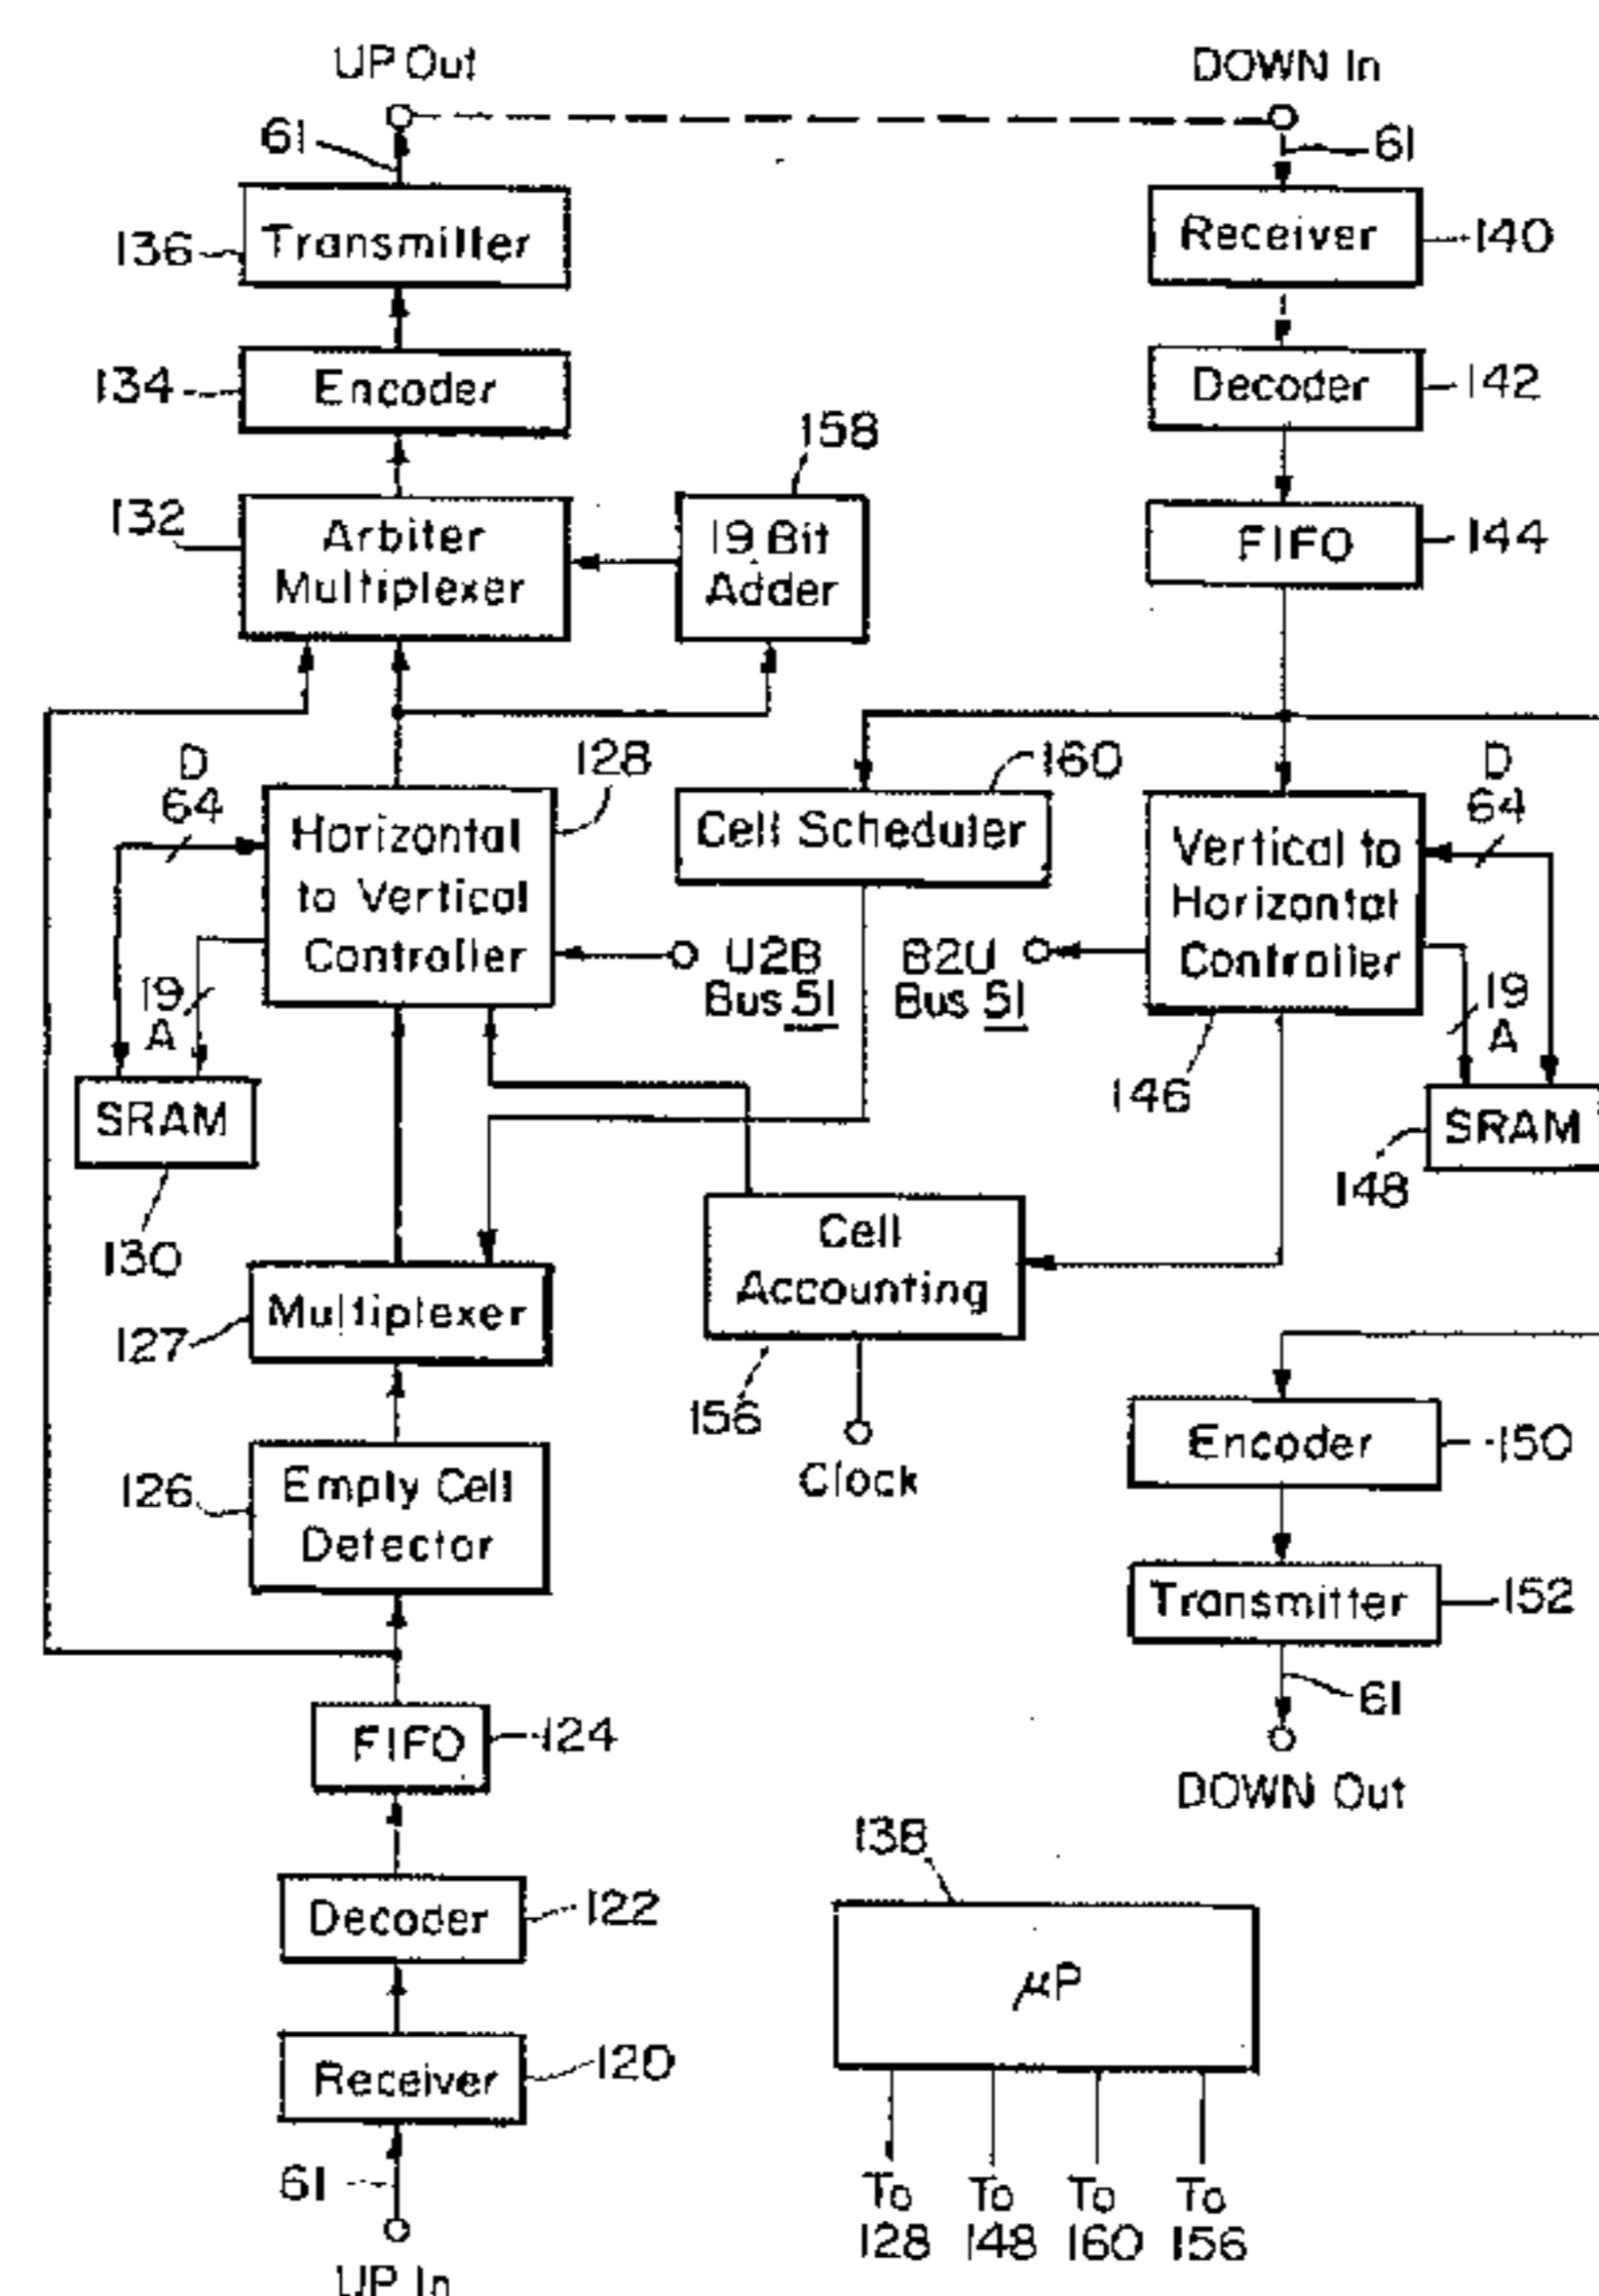 UP Out
DOWN In
61
61
Transmitter
136
Receiver
140
134
Encoder
Decoder
142
158
132
Arbiter
Multiplexer
19 Bit
Adder
FIFO
144
D
64
128
160
D
64
Horizontal
to Vertical
Controller
Cell Scheduler
Vertical to
Horizontal
Controller
U2B
Bus 51
B2U
Bus 51
19
A
19
A
SRAM
146
SRAM
130
148
Cell
Accounting
Multiplexer
127
156
Clock
Encoder
150
126
Empty Cell
Detector
Transmitter
152
61
FIFO
124
DOWN Out
138
Decoder
122
μP
Receiver
120
61
To
128
To
148
To
160
To
156
UP In